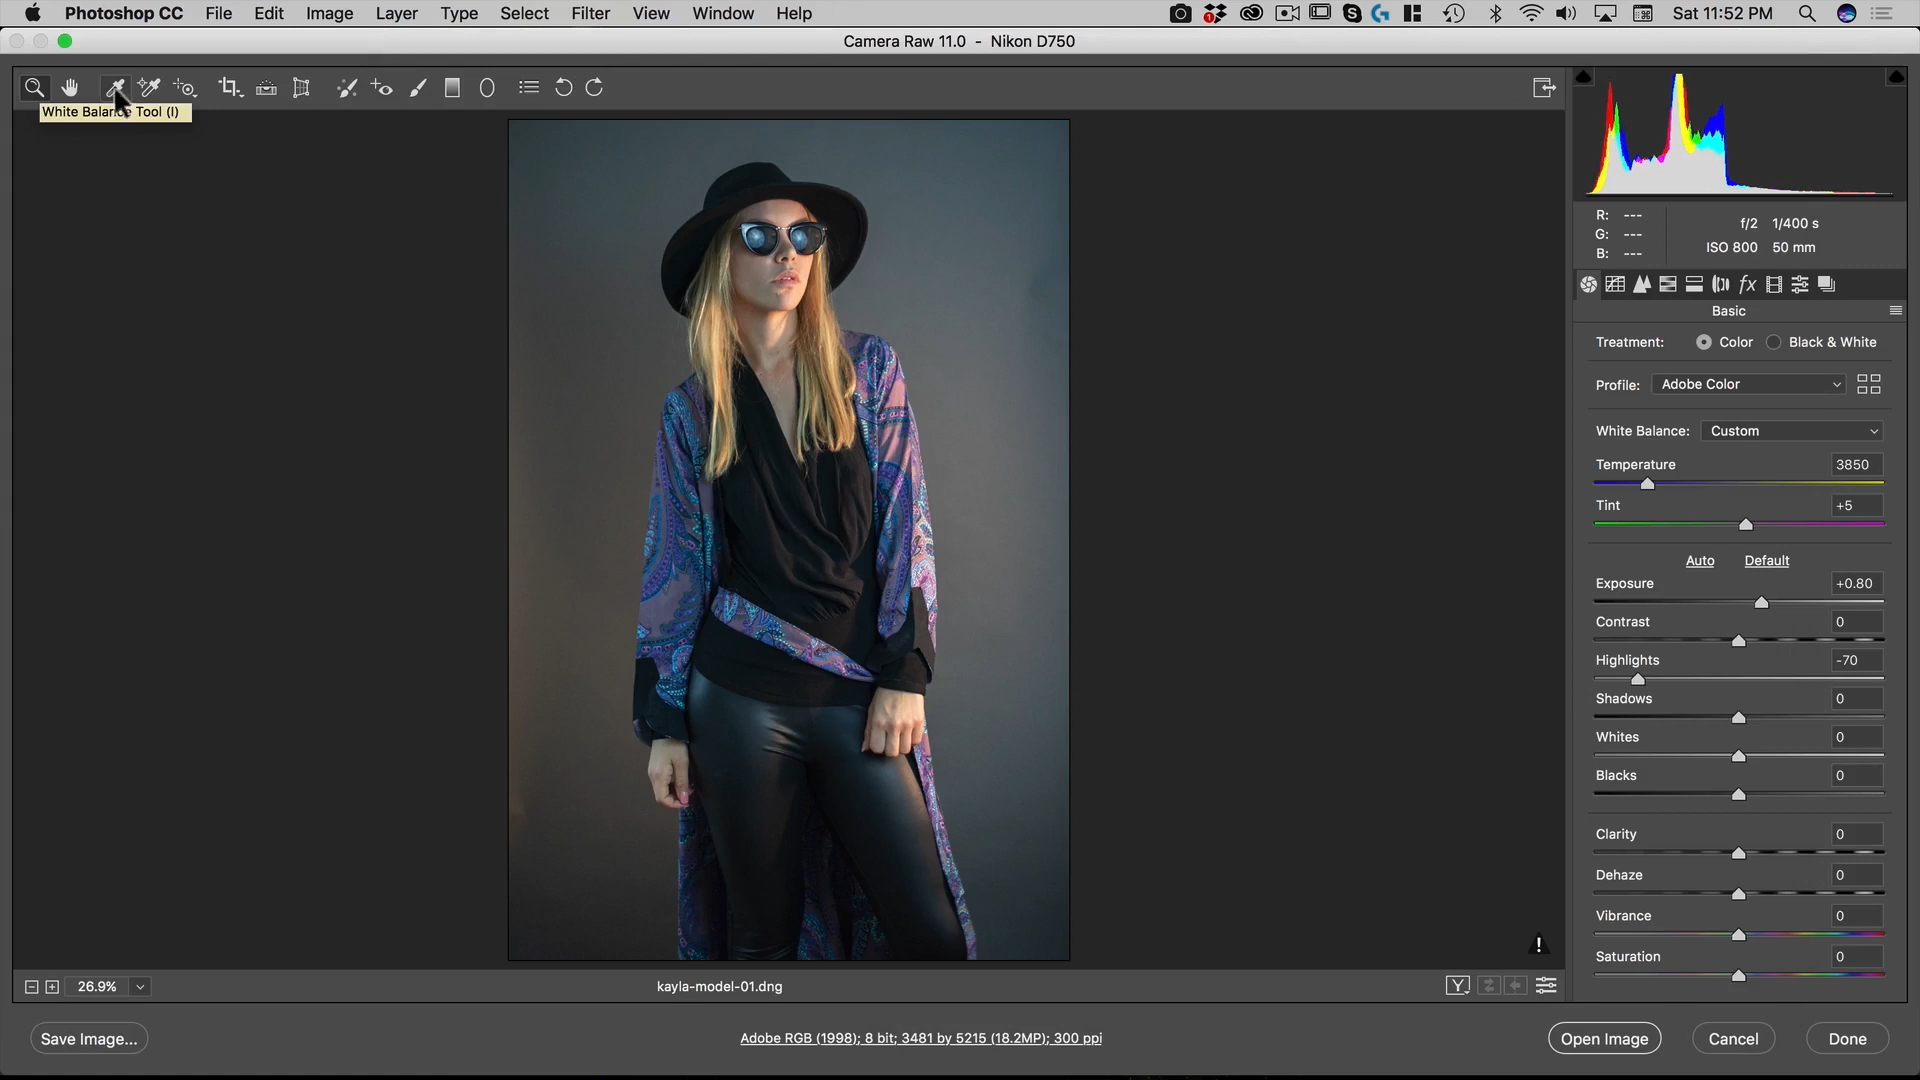 Photoshop CC File Edit Image Layer Type Select Filter View Window Help
1
Sat 11:52 PM
Camera Raw 11.0 - Nikon D750
White Balance Tool (I)
R: ---
G: ---
B: ---
f/2 1/400 s
ISO 800 50 mm
fx
Basic
Treatment: Color Black & White
Profile: Adobe Color
White Balance: Custom
Temperature 3850
Tint +5
Auto Default
Exposure +0.80
Contrast 0
Highlights -70
Shadows 0
Whites 0
Blacks 0
Clarity 0
Dehaze 0
Vibrance 0
Saturation 0
26.9%
kayla-model-01.dng
Y
Save Image...
Adobe RGB (1998); 8 bit; 3481 by 5215 (18.2MP); 300 ppi
Open Image Cancel Done